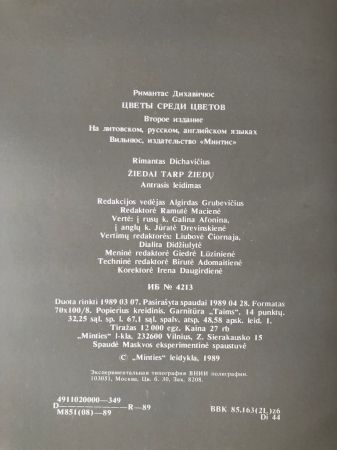 Римантас Дихавичюс
ЦВЕТЫ СРЕДИ ЦВЕТОВ
Второе издание
На литовском, русском, английском языках
Вильнюс, издательство «Минтис»
Rimantas Dichavičius
ŽIEDAI TARP ŽIEDŲ
Antrasis leidimas
Redakcijos vedėjas Algirdas Grubevičius
Redaktorė Ramutė Macienė
Vertė: į rusų k. Galina Afonina,
į anglų k. Jūratė Drevinskienė
Vertimų redaktorės: Liubovė Čiornaja,
Dialita Didžiulytė
Meninė redaktorė Giedrė Lūzinienė
Techninė redaktorė Birutė Adomaitienė
Korektorė Irena Daugirdienė
ИБ № 4213
Duota rinkti 1989 03 07. Pasirašyta spaudai 1989 04 28. Formatas
70x100/8. Popierius kreidinis. Garnitūra „Taims“, 14 punktų.
32,25 sąl. sp. l. 67,1 sąl. spalv. atsp. 48,58 apsk. leid. l.
Tiražas 12 000 egz. Kaina 27 rb
„Minties“ l-kla, 232600 Vilnius, Z. Sierakausko 15
Spaudė Maskvos eksperimentinė spaustuvė
© „Minties“ leidykla, 1989
Экспериментальная типография ВНИИ полиграфии.
103051, Москва, Цв. б. 30, Зак. 8208.
4911020000—349
D————R—89
M851(08)—89
BBK 85.163(2L)z6
Di 44